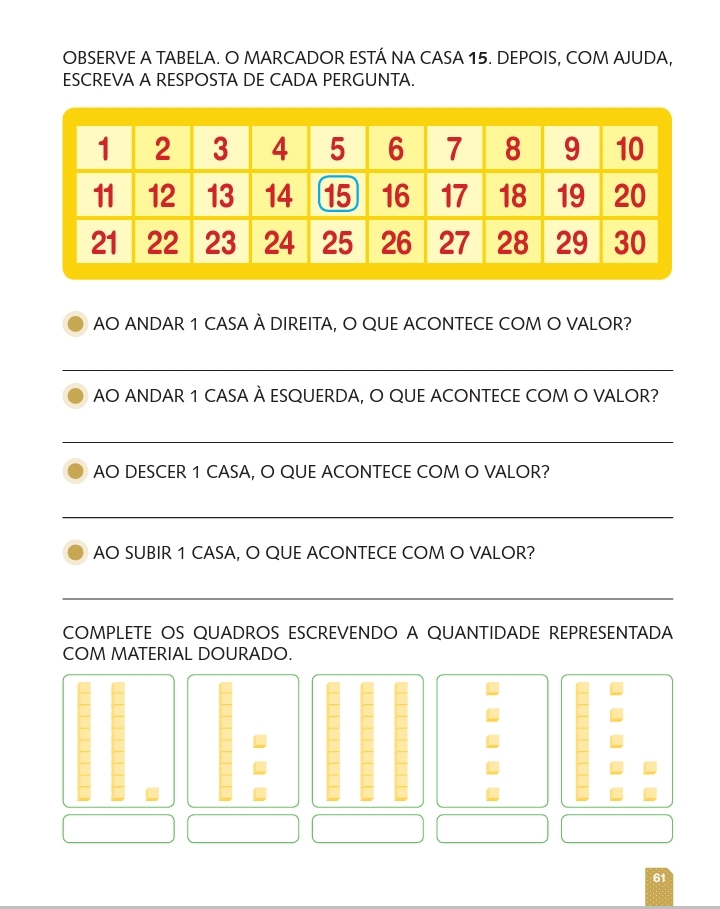 OBSERVE A TABELA. O MARCADOR ESTÁ NA CASA 15. DEPOIS, COM AJUDA,
ESCREVA A RESPOSTA DE CADA PERGUNTA.
1 2 3 4 5 6 7 8 9 10
11 12 13 14 15 16 17 18 19 20
21 22 23 24 25 26 27 28 29 30
AO ANDAR 1 CASA À DIREITA, O QUE ACONTECE COM O VALOR?
AO ANDAR 1 CASA À ESQUERDA, O QUE ACONTECE COM O VALOR?
AO DESCER 1 CASA, O QUE ACONTECE COM O VALOR?
AO SUBIR 1 CASA, O QUE ACONTECE COM O VALOR?
COMPLETE OS QUADROS ESCREVENDO A QUANTIDADE REPRESENTADA
COM MATERIAL DOURADO.
61